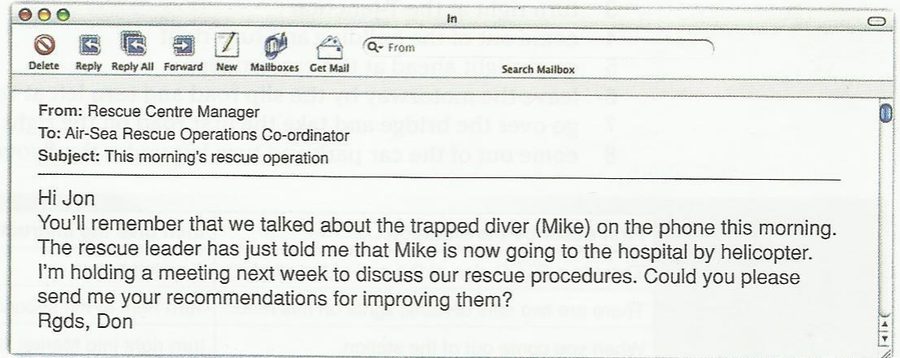 In
Delete Reply Reply All Forward New Mailboxes Get Mail
From
Search Mailbox
From: Rescue Centre Manager
To: Air-Sea Rescue Operations Co-ordinator
Subject: This morning's rescue operation
Hi Jon
You'll remember that we talked about the trapped diver (Mike) on the phone this morning.
The rescue leader has just told me that Mike is now going to the hospital by helicopter.
I'm holding a meeting next week to discuss our rescue procedures. Could you please
send me your recommendations for improving them?
Rgds, Don